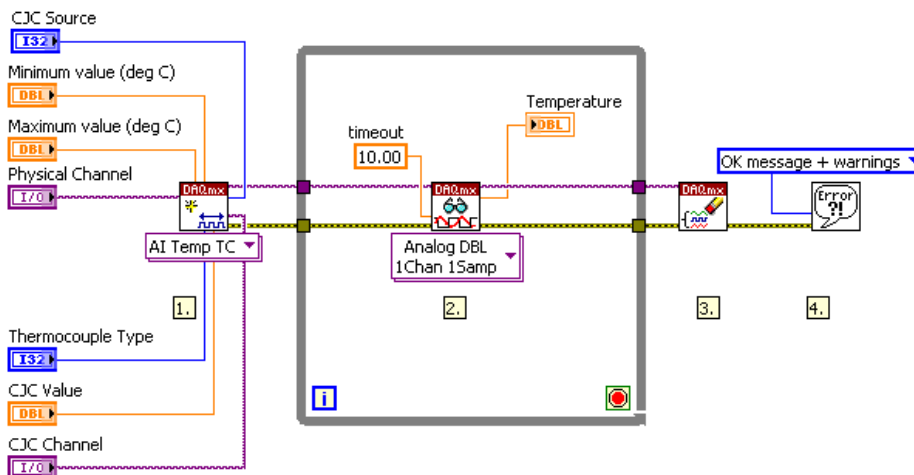 CJC Source
I32
Minimum value (deg C)
DBL
Maximum value (deg C)
DBL
Physical Channel
I/O
DAQmx
AI Temp TC
1.
Thermocouple Type
I32
CJC Value
DBL
CJC Channel
I/O
timeout
10.00
Temperature
DBL
DAQmx
Analog DBL
1Chan 1Samp
2.
i
DAQmx
3.
OK message + warnings
Error
?!
4.